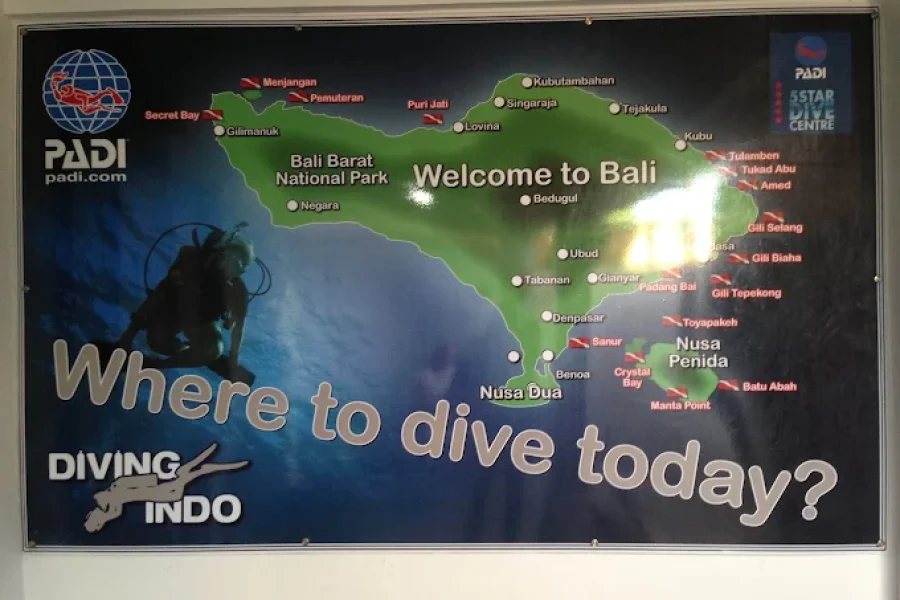 PADI
padi.com
PADI
5 STAR
DIVE
CENTRE
Menjangan
Pemuteran
Secret Bay
Gilimanuk
Puri Jati
Lovina
Kubutambahan
Singaraja
Tejakula
Kubu
Tulamben
Tukad Abu
Amed
Bali Barat
National Park
Welcome to Bali
Negara
Bedugul
Gili Selang
Ubud
Gili Biaha
Tabanan
Gianyar
Padang Bai
Gili Tepekong
Denpasar
Toyapakeh
Sanur
Nusa
Penida
Benoa
Crystal
Bay
Batu Abah
Nusa Dua
Manta Point
Where to dive today?
DIVING
INDO